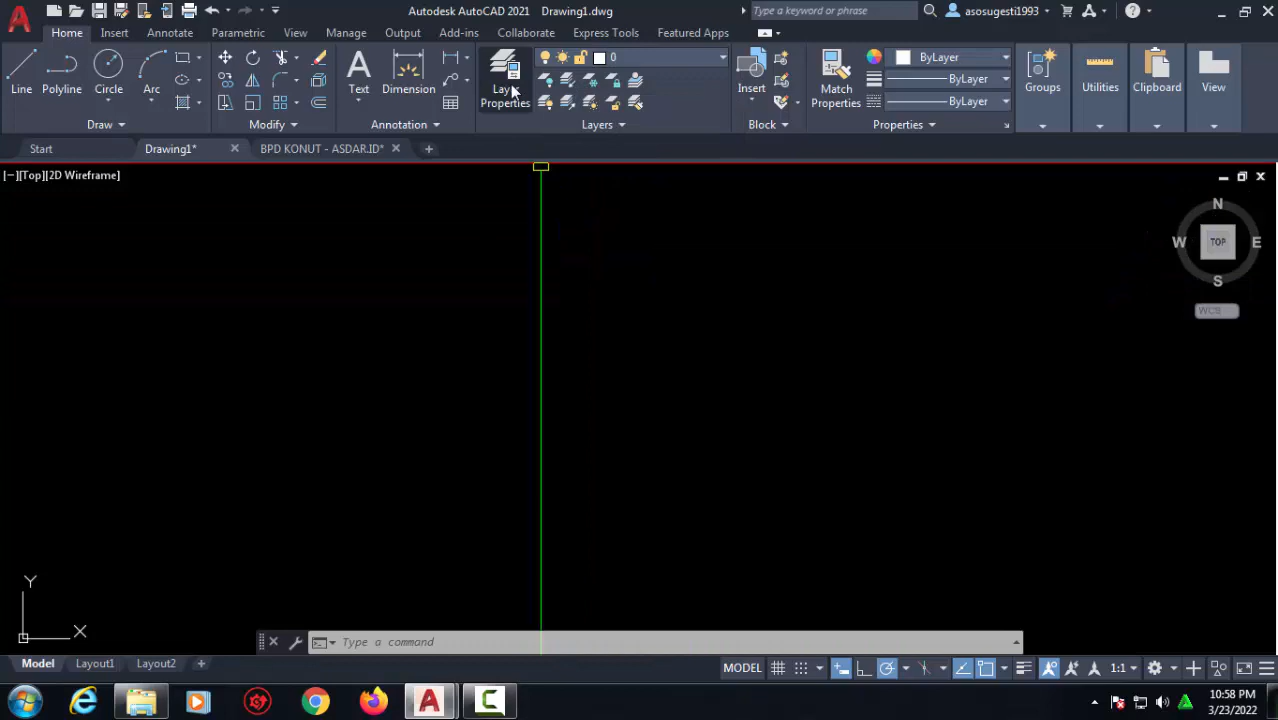 Autodesk AutoCAD 2021 Drawing1.dwg
Type a keyword or phrase
asosugesti1993
Home Insert Annotate Parametric View Manage Output Add-ins Collaborate Express Tools Featured Apps
0
ByLayer
ByLayer
ByLayer
Line Polyline Circle Arc
Text Dimension
Layer
Properties
Insert
Match
Properties
Groups Utilities Clipboard View
Draw Modify Annotation Layers Block Properties
Start Drawing1* BPD KONUT - ASDAR.ID*
[−][Top][2D Wireframe]
N
W TOP E
S
WCS
Y
X
Type a command
Model Layout1 Layout2
MODEL 1:1
10:58 PM
3/23/2022